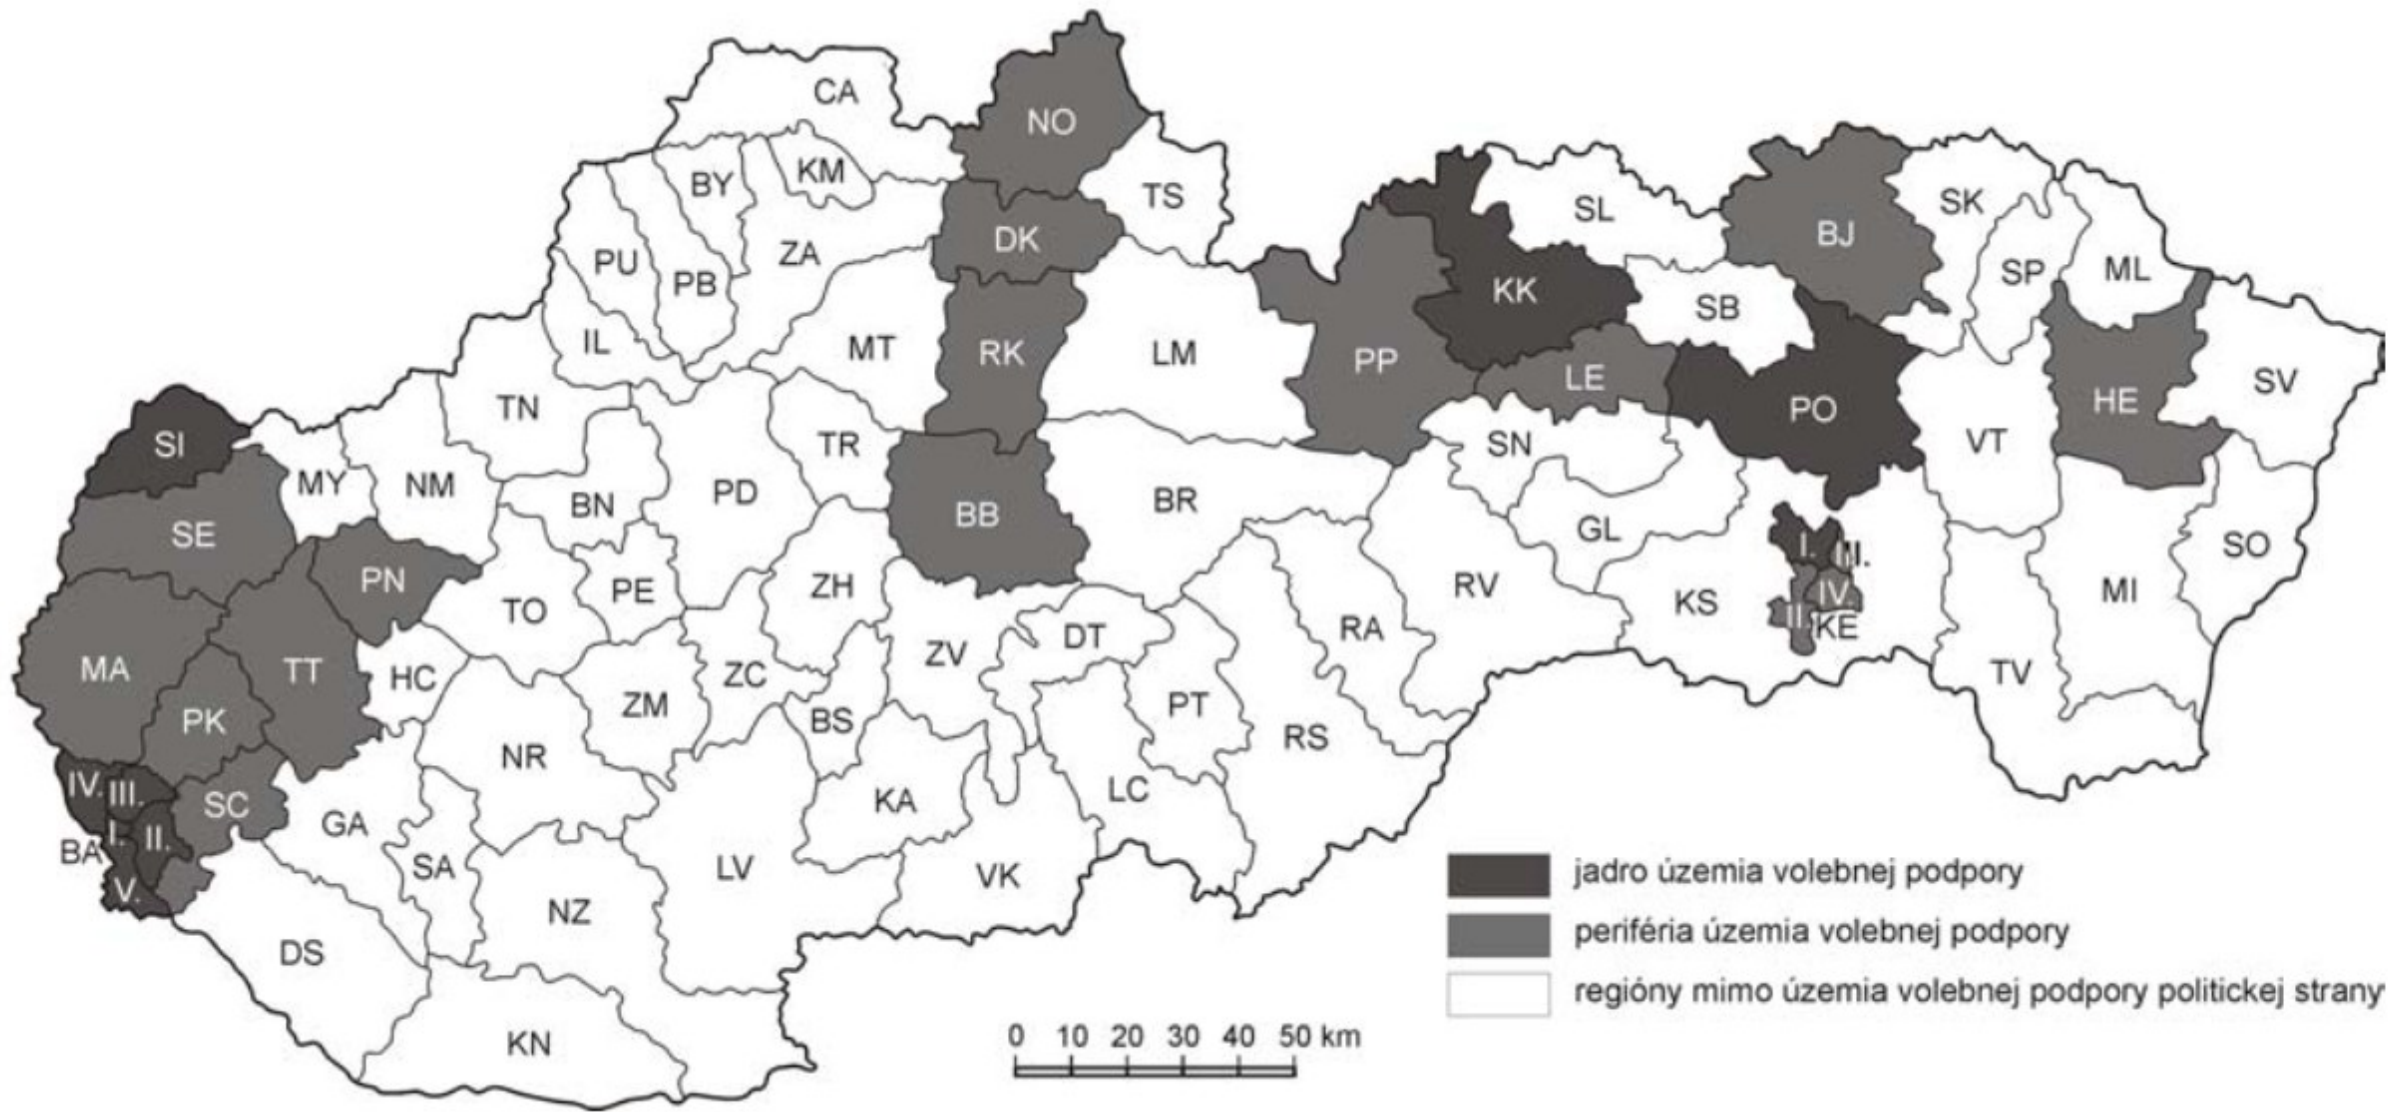 CA
NO
BY
KM
TS
SL
SK
BJ
DK
ZA
PU
PB
SP
ML
KK
SB
IL
MT
RK
LM
PP
LE
SV
TN
PO
HE
SI
TR
SN
VT
MY
NM
PD
BN
BR
BB
SE
GL
SO
I.
III.
PN
ZH
PE
RV
IV.
KS
MI
TO
II.
KE
RA
DT
ZV
MA
TT
HC
ZC
TV
ZM
PT
PK
BS
NR
RS
IV.
III.
SC
KA
LC
GA
I.
II.
BA
SA
LV
VK
V.
NZ
DS
KN
jadro územia volebnej podpory
periféria územia volebnej podpory
regióny mimo územia volebnej podpory politickej strany
0 10 20 30 40 50 km